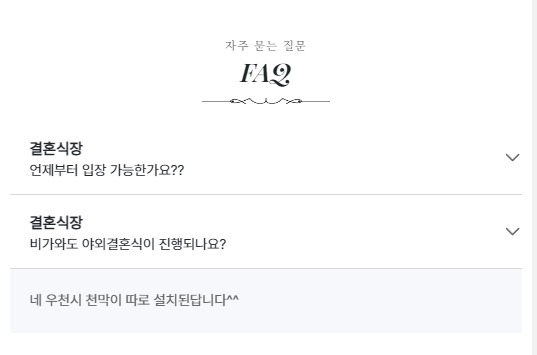 자주 묻는 질문
FAQ
결혼식장
언제부터 입장 가능한가요??
결혼식장
비가와도 야외결혼식이 진행되나요?
네 우천시 천막이 따로 설치된답니다^^